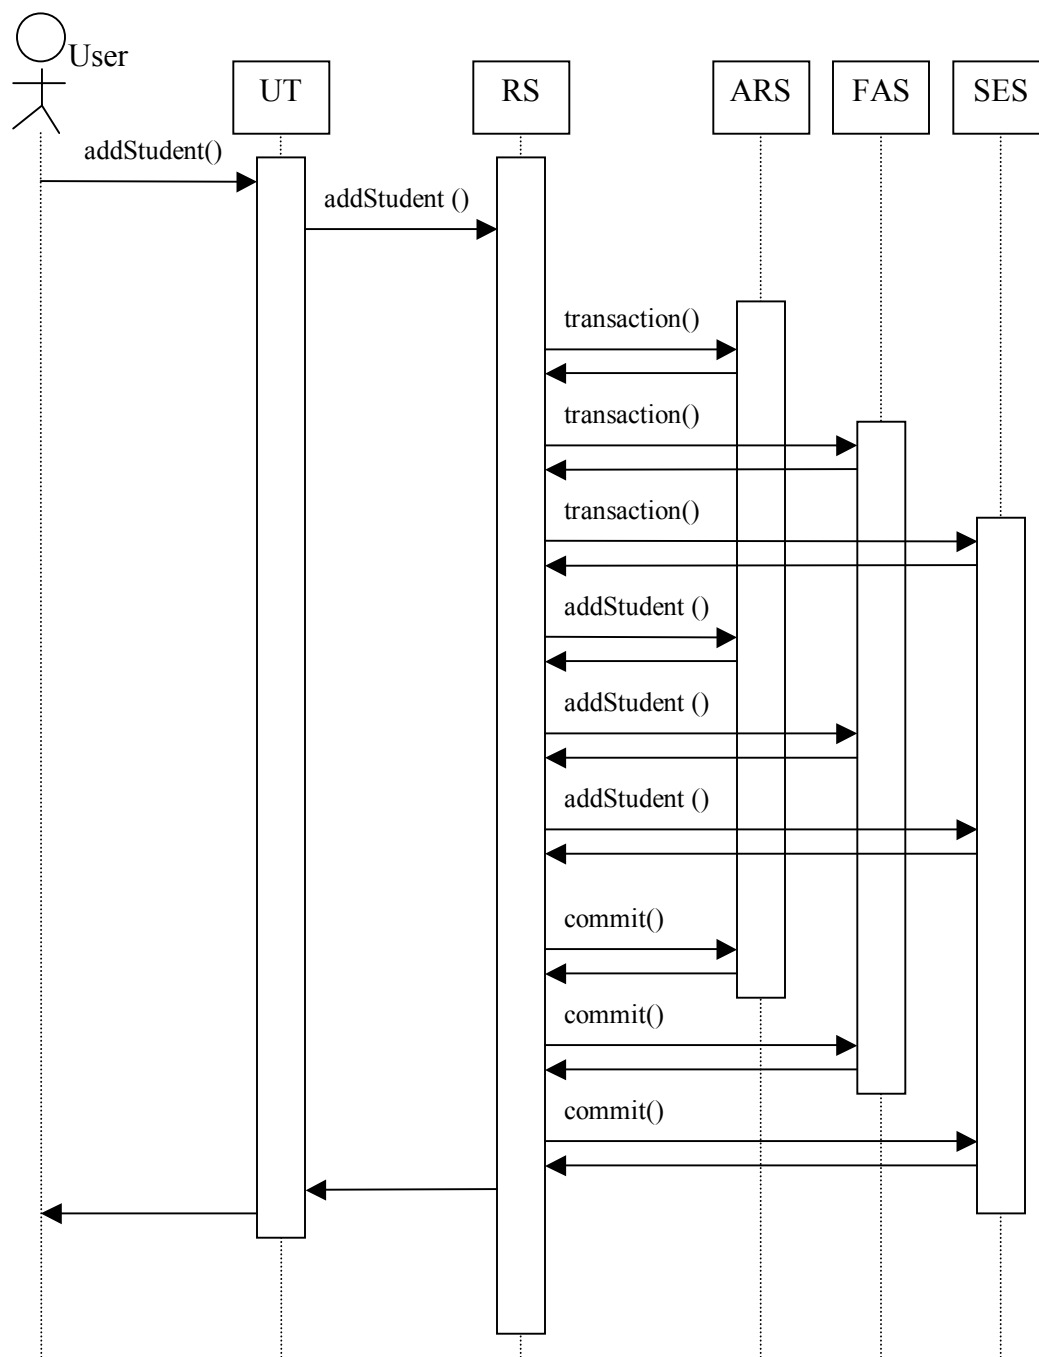 User
UT
RS
ARS
FAS
SES
addStudent()
addStudent ()
transaction()
transaction()
transaction()
addStudent ()
addStudent ()
addStudent ()
commit()
commit()
commit()